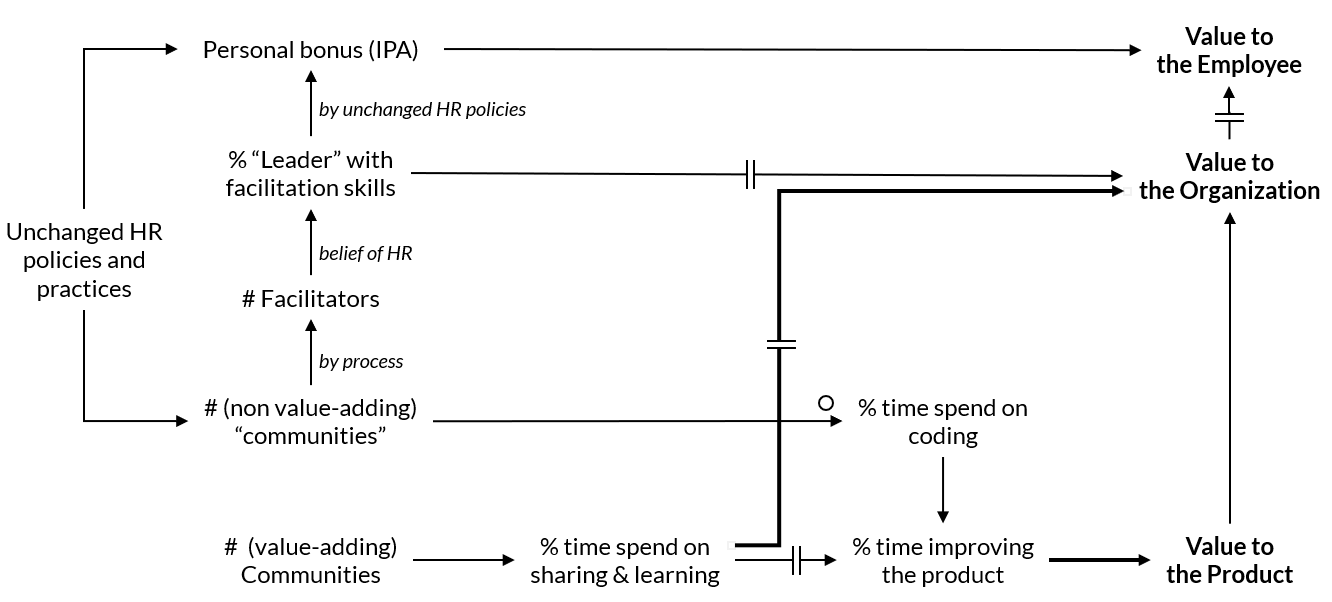 Personal bonus (IPA)
Value to
the Employee
by unchanged HR policies
% “Leader” with
facilitation skills
Value to
the Organization
Unchanged HR
policies and
practices
belief of HR
# Facilitators
by process
# (non value-adding)
“communities”
% time spend on
coding
# (value-adding)
Communities
% time spend on
sharing & learning
% time improving
the product
Value to
the Product